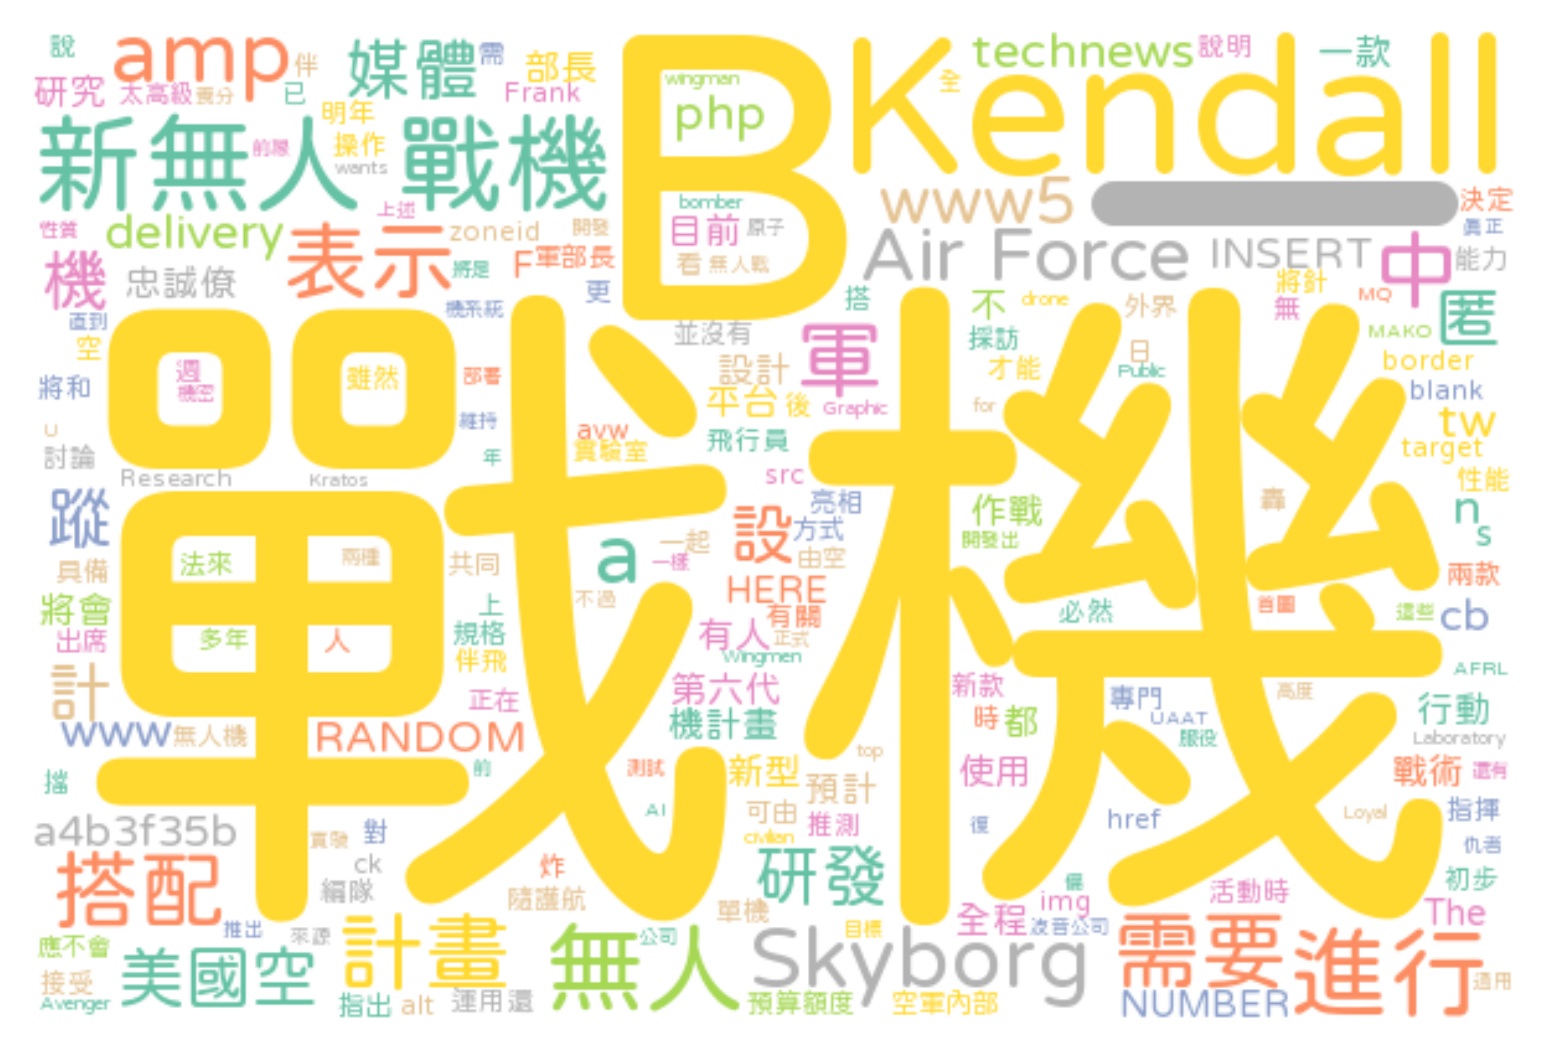 說
amp
伴
媒體
需
部長
wingman
php
B
Kendall
全
technews
說明
一款
研究
太高級
養分
已
Frank
明年
操作
wants
新無人
前景
戰機
bomber
目前
原子
看
無人戰
www5
決定
真正
Air Force
INSERT
中
能力
性質
delivery
上述
表示
zoneid
開發
機
忠誠僚
將是
F
軍部長
更
直到
空
機系統
搭
不
drone
外界
將針
無
MQ
匿
MAKO
並沒有
採訪
日
Public
才能
border
週
機密
雖然
部署
將和
設計
軍
平台
後
Graphic
for
blank
tw
target
維持
avw
實驗室
飛行員
u
討論
Research
Kratos
年
src
性能
蹤
戰
機
亮相
設
方式
作戰
開發出
轟
n
s
a
一起
一樣
由空
法來
兩種
共同
具備
HERE
有關
兩款
不過
將會
出席
多年
人
上
規格
伴飛
有人
正式
Wingmen
必然
首圖
這些
cb
AFRL
計
正在
第六代
機計畫
新款
時
都
專門
UAAT
服役
高度
行動
Laboratory
www
無人機
RANDOM
前
測試
新型
預計
top
使用
戰術
還有
擋
AI
可由
推測
civilian
復
href
Loyal
指揮
仇者
a4b3f35b
實發
對
ck
編隊
炸
隨護航
研發
單機
目標
搭配
img
全程
波音公司
活動時
初步
The
推出
來源
應不會
接受
Avenger
美國空
計畫
指出
alt
運用還
無人
公司
Skyborg
預算額度
空軍內部
需要
進行
NUMBER
適用